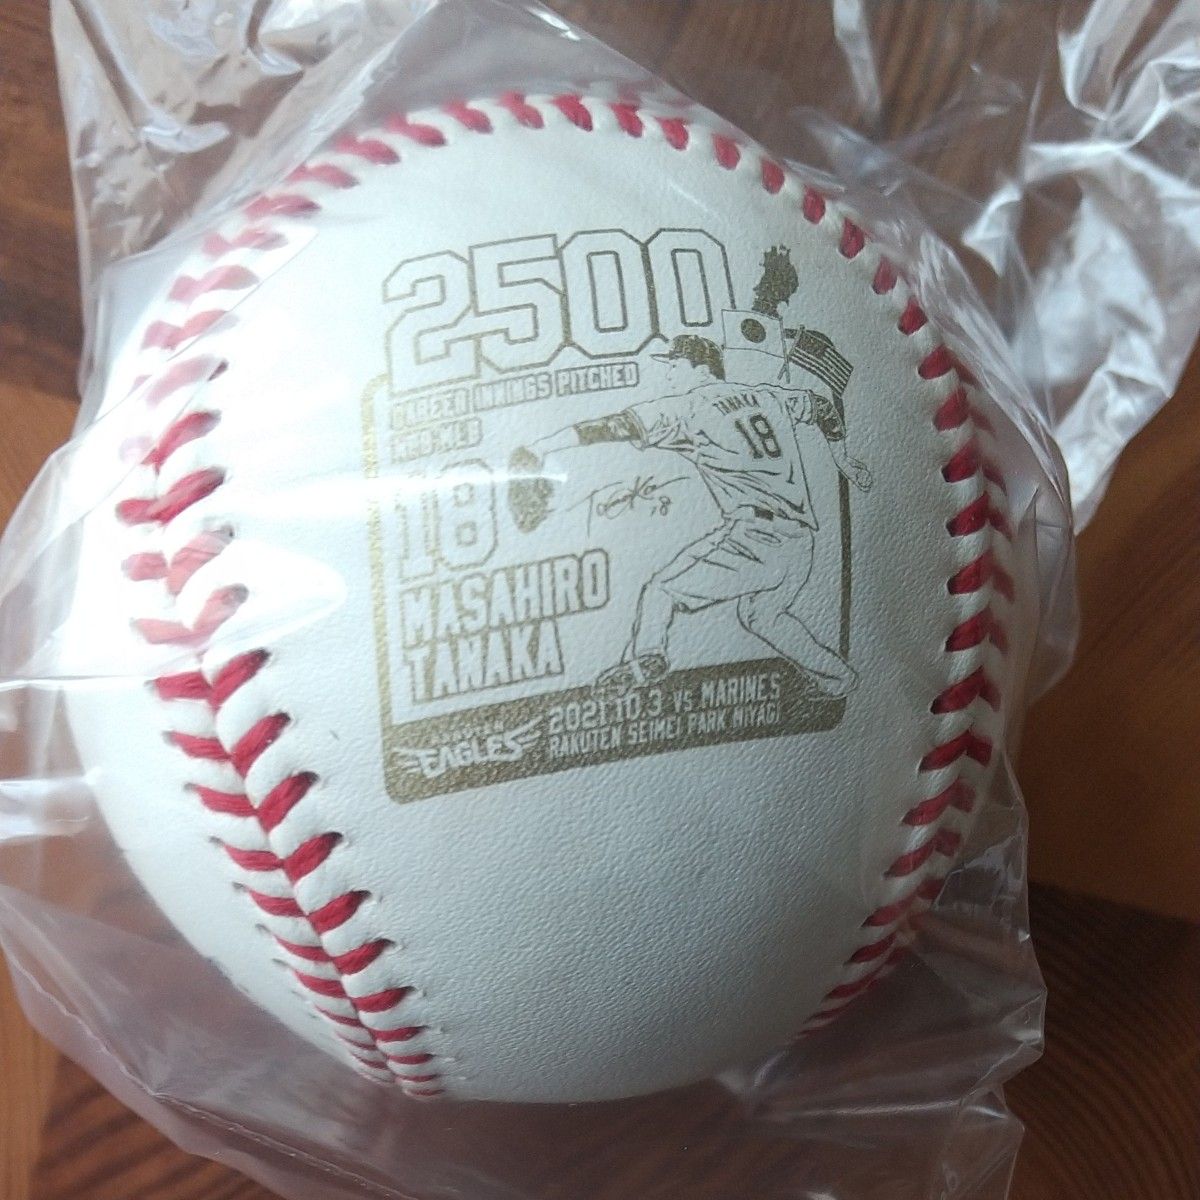 2500
CAREER INNINGS PITCHED
NPB·MLB
TANAKA
18
18
MASAHIRO
TANAKA
EAGLES
2021.10.3 VS MARINES
RAKUTEN SEIMEI PARK MIYAGI